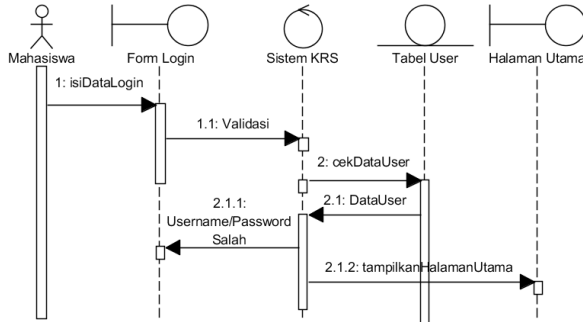 Mahasiswa
Form Login
Sistem KRS
Tabel User
Halaman Utama
1: isiDataLogin
1.1: Validasi
2: cekDataUser
2.1: DataUser
2.1.1:
Username/Password
Salah
2.1.2: tampilkanHalamanUtama